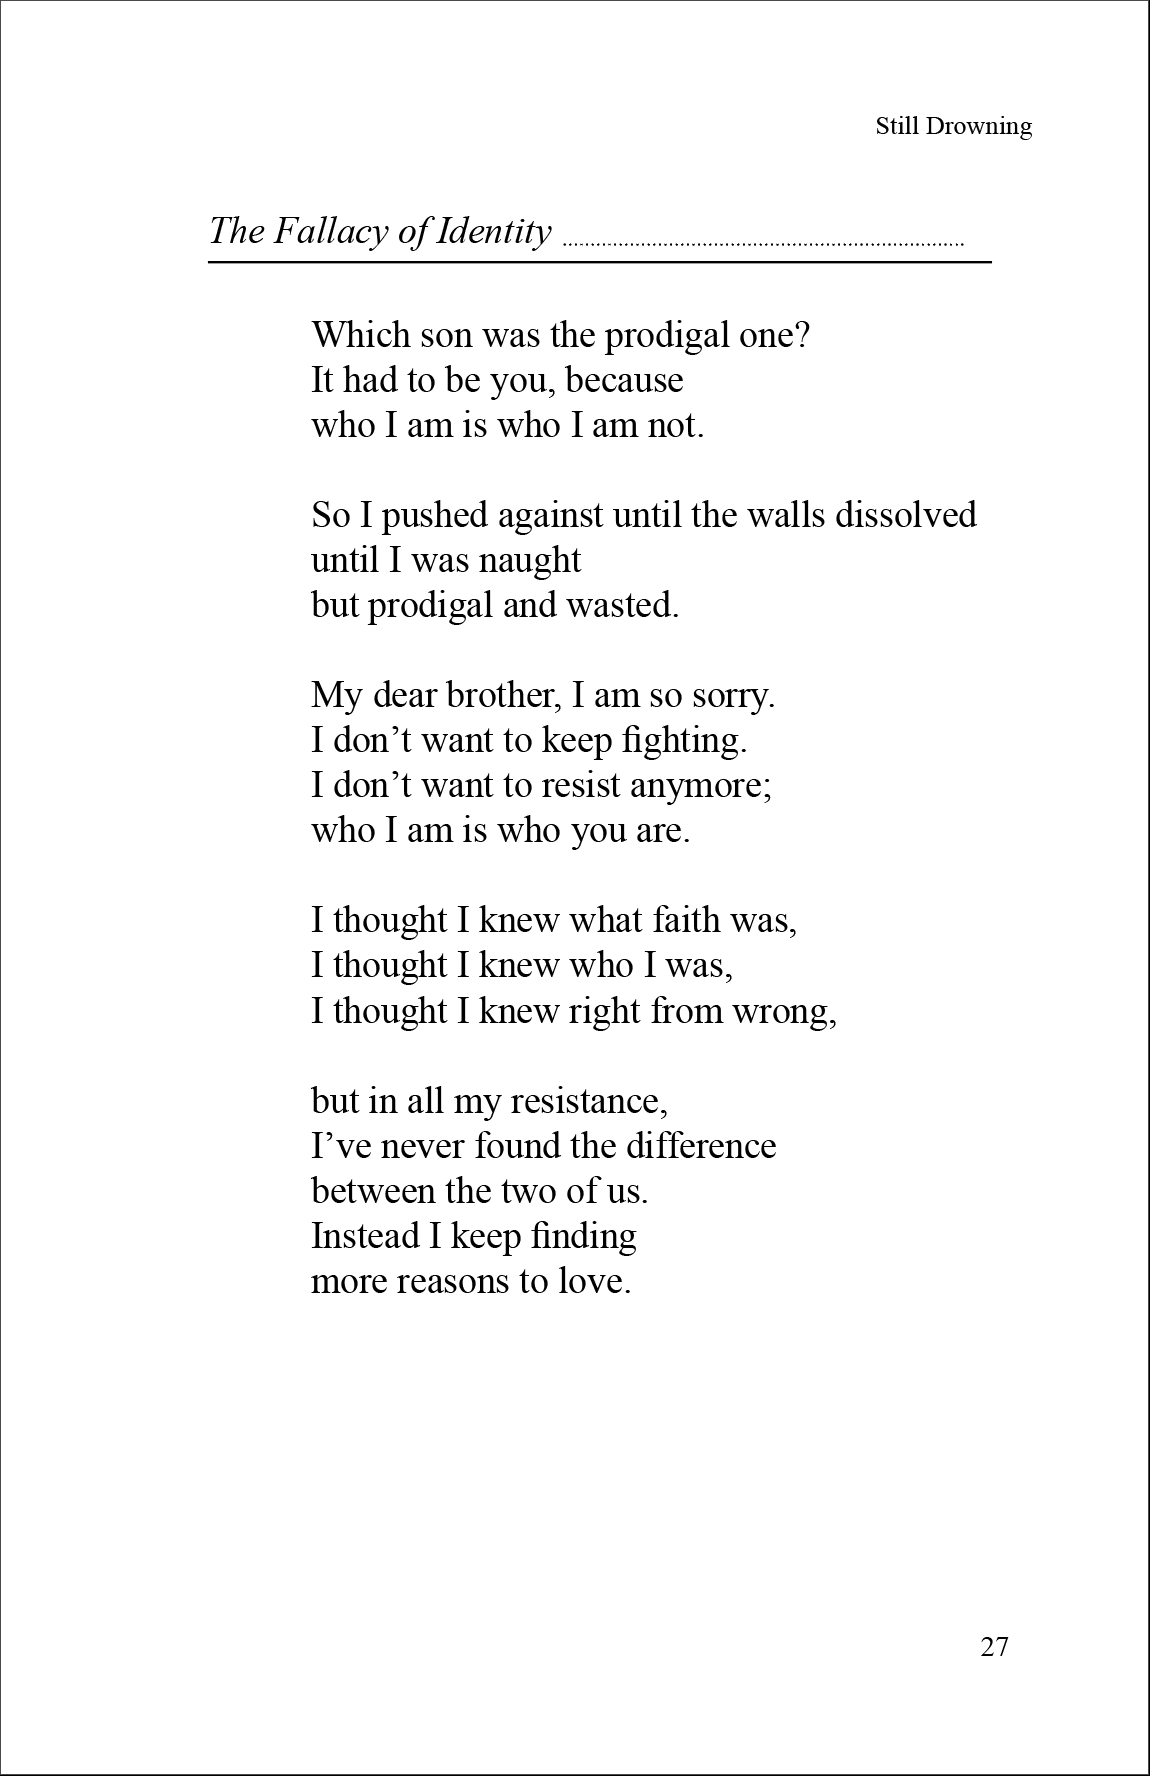 Still Drowning
The Fallacy of Identity ........................................................................
Which son was the prodigal one?
It had to be you, because
who I am is who I am not.
So I pushed against until the walls dissolved
until I was naught
but prodigal and wasted.
My dear brother, I am so sorry.
I don’t want to keep fighting.
I don’t want to resist anymore;
who I am is who you are.
I thought I knew what faith was,
I thought I knew who I was,
I thought I knew right from wrong,
but in all my resistance,
I’ve never found the difference
between the two of us.
Instead I keep finding
more reasons to love.
27